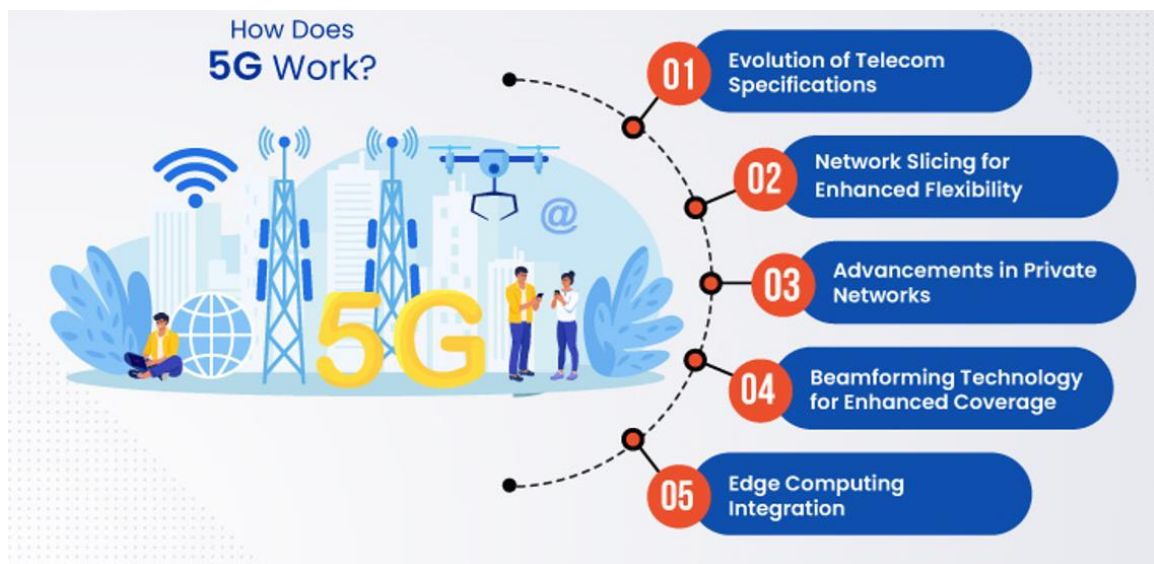 How Does
5G Work?
01
Evolution of Telecom
Specifications
02
Network Slicing for
Enhanced Flexibility
03
Advancements in Private
Networks
04
Beamforming Technology
for Enhanced Coverage
05
Edge Computing
Integration
@
5G